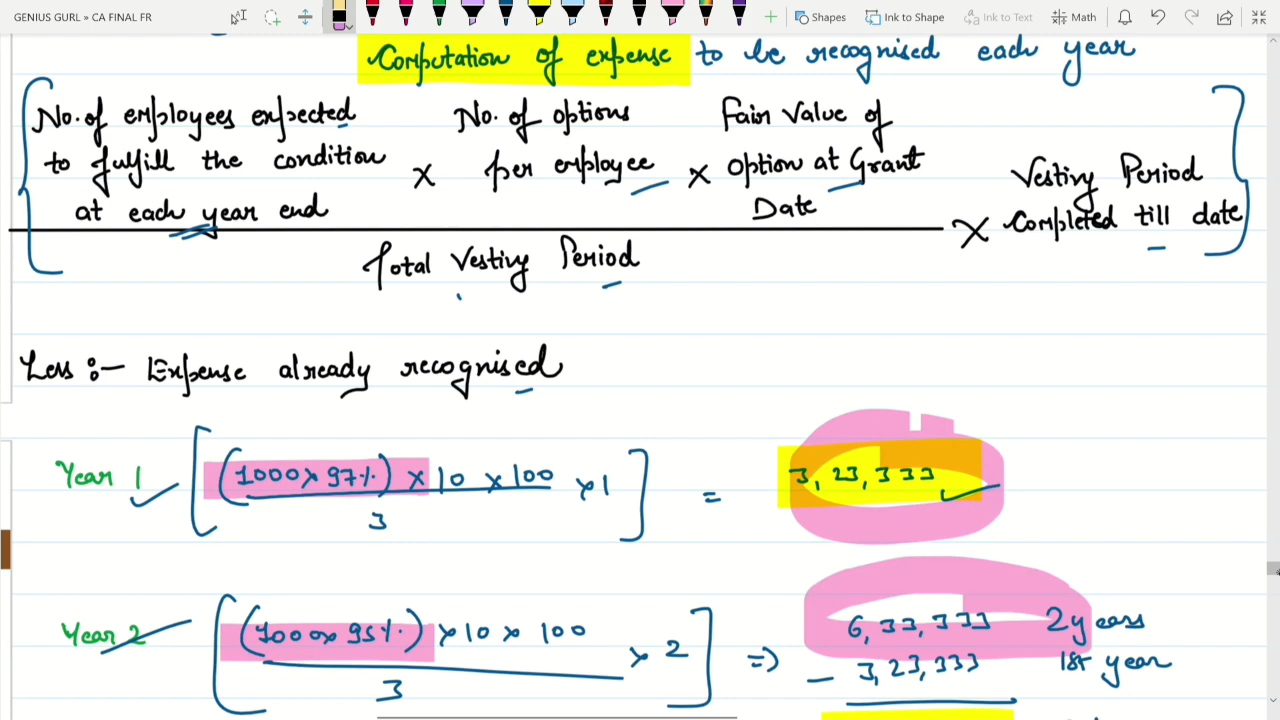 GENIUS GURL » CA FINAL FR
Shapes Ink to Shape Ink to Text Math
Computation of expense to be recognised each year
No. of employees expected to fulfill the condition at each year end × No. of options per employee × Fair Value of Option at Grant Date
Total Vesting Period
× Vesting Period Completed till date
Less :- Expense already recognised
Year 1 [(1000 × 97%) × 10 × 100 × 1] = 3,23,333
3
Year 2 [(1000 × 95%) × 10 × 100 × 2] => 6,33,333 2 years
3
- 3,23,333 1st year